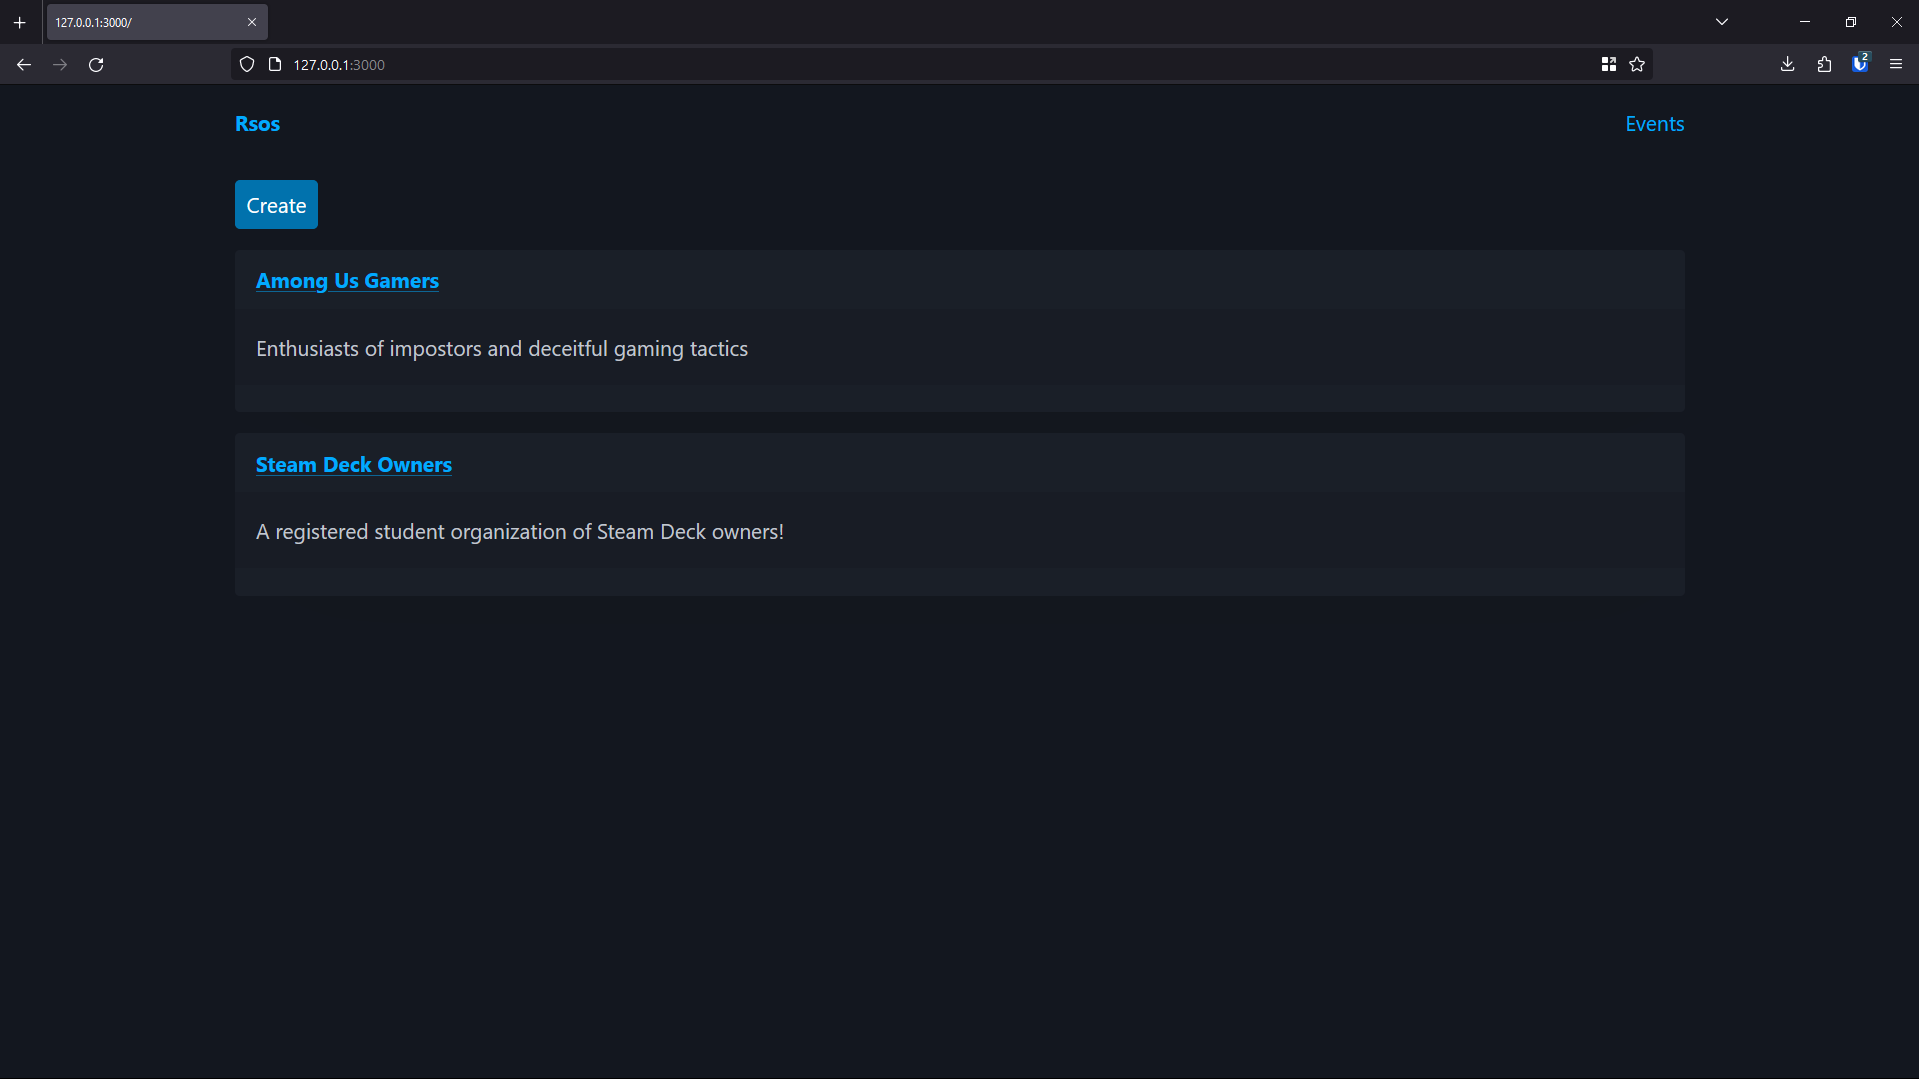 127.0.0.1:3000/
127.0.0.1:3000
2
Rsos
Events
Create
Among Us Gamers
Enthusiasts of impostors and deceitful gaming tactics
Steam Deck Owners
A registered student organization of Steam Deck owners!